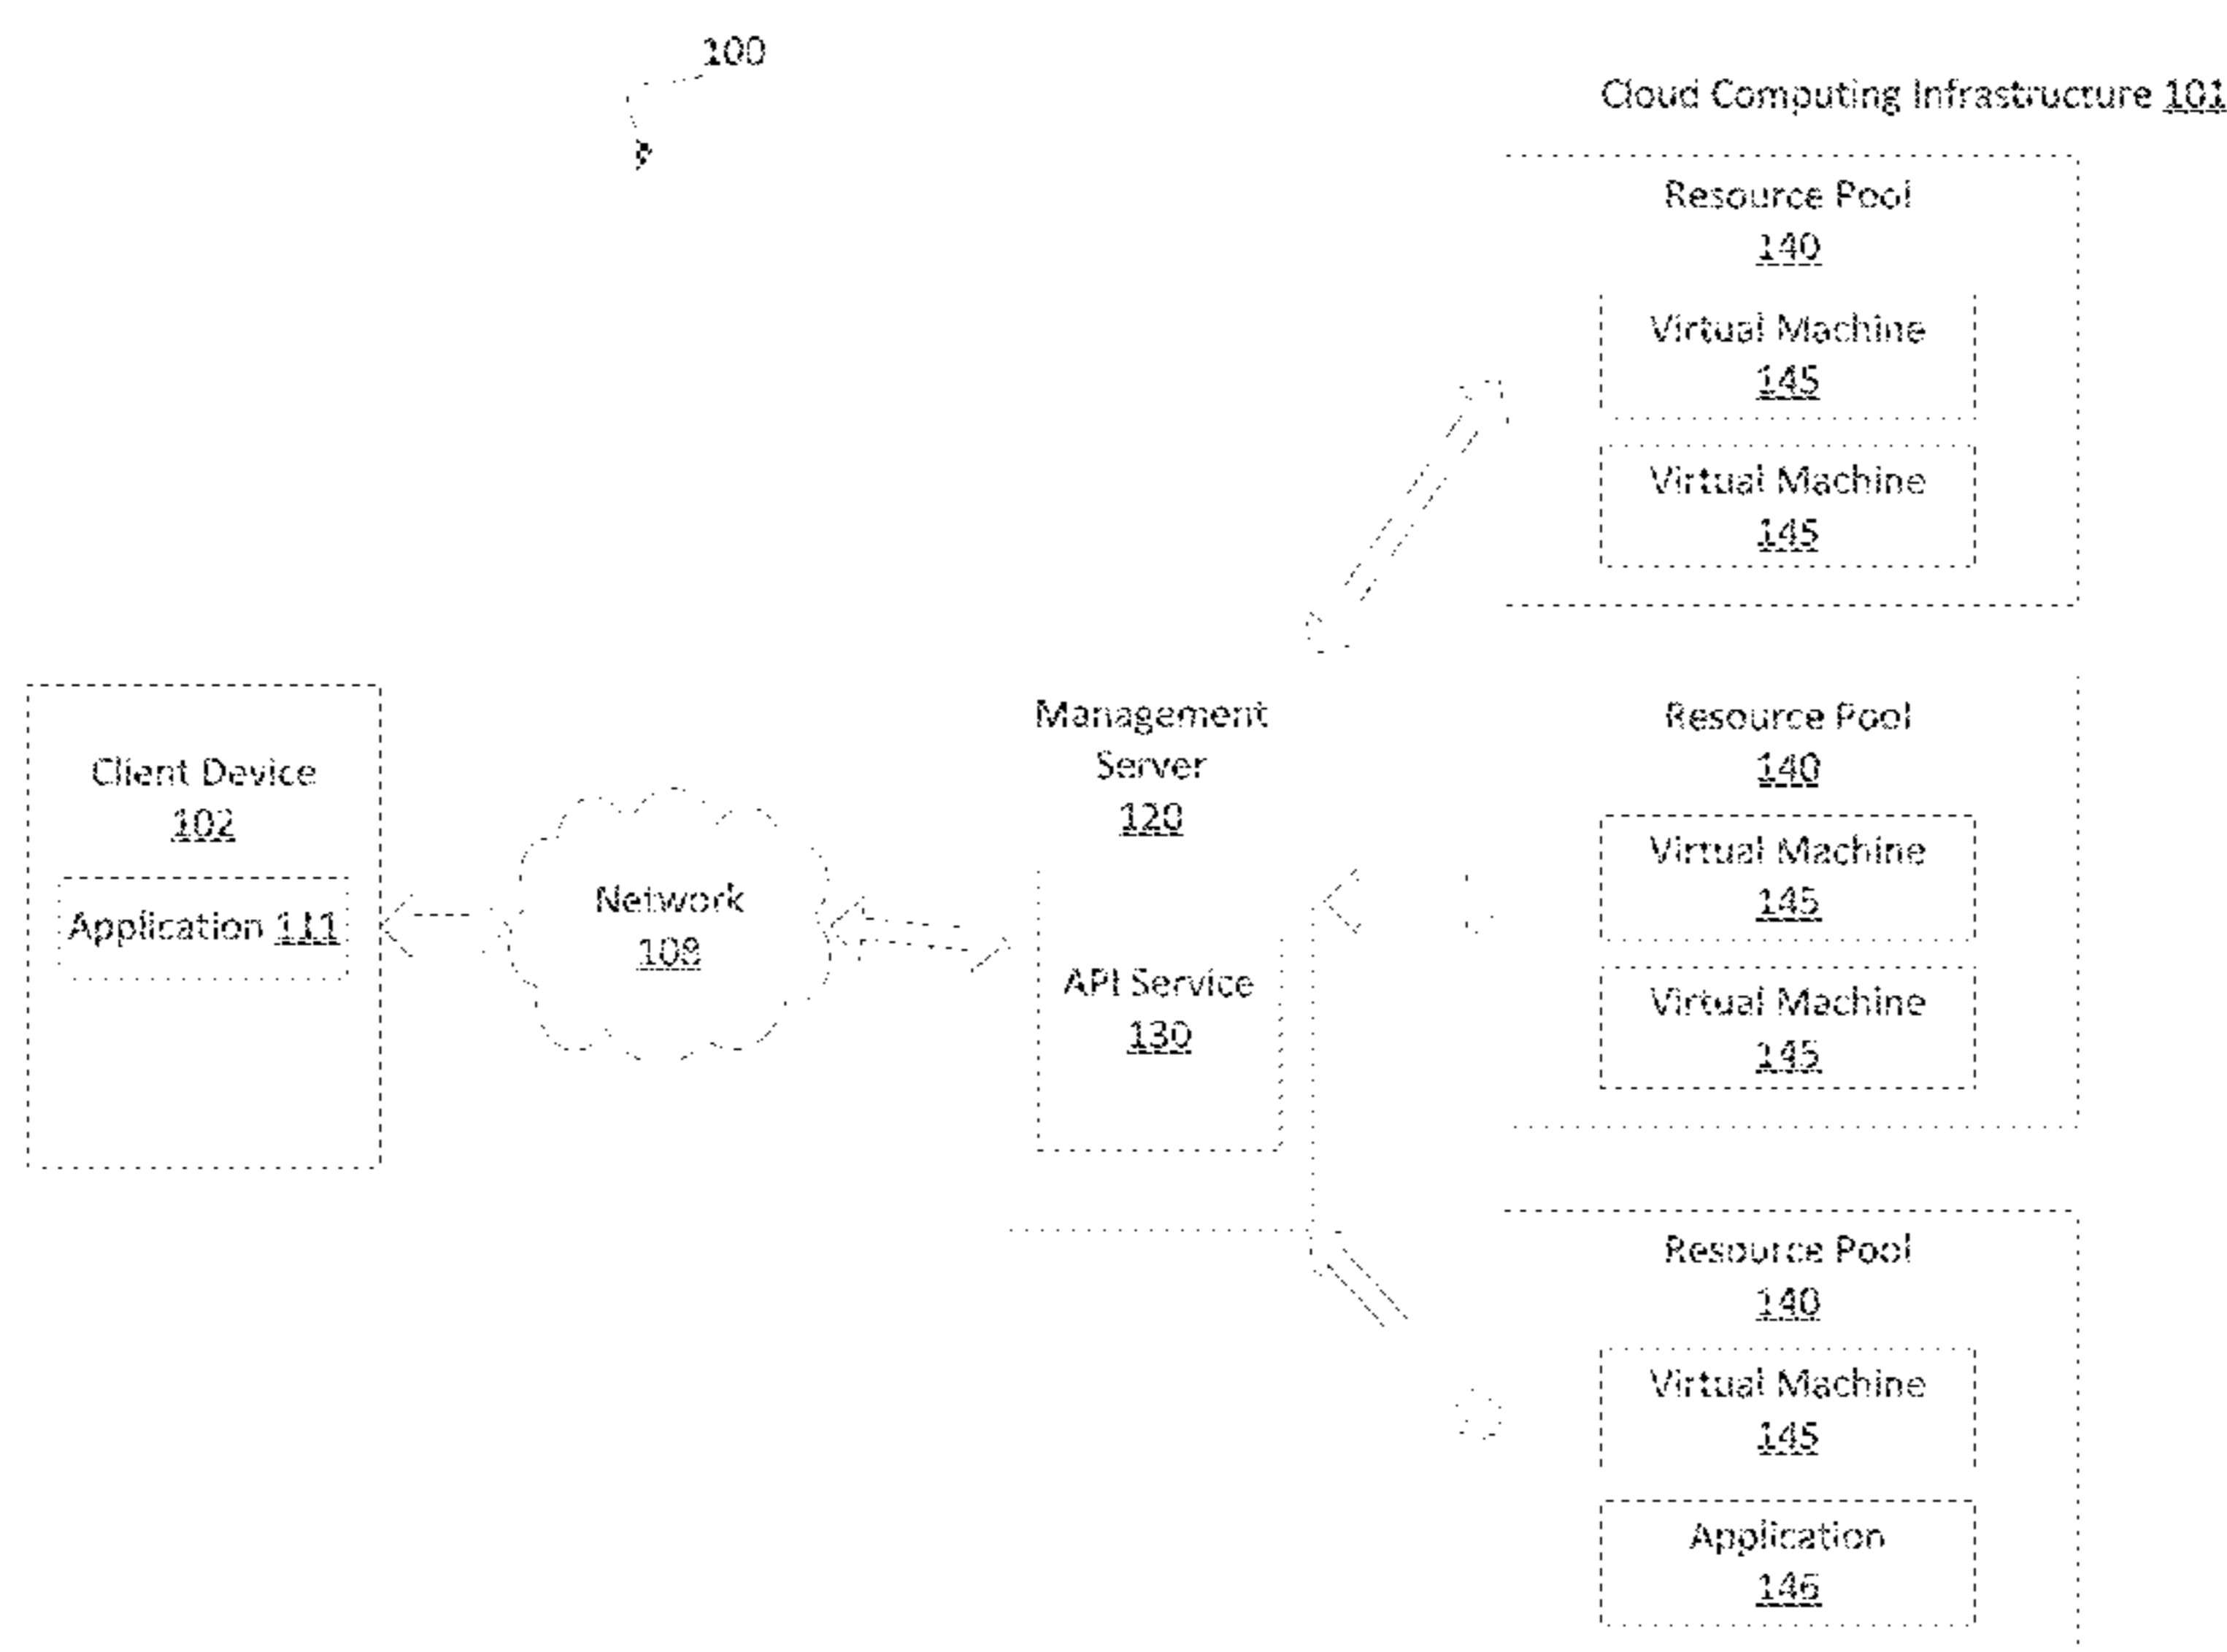 100
Cloud Computing Infrastructure 101
Resource Pool
140
Virtual Machine
145
Virtual Machine
145
Client Device
102
Application 111
Network
108
Management
Server
120
API Service
130
Resource Pool
140
Virtual Machine
145
Virtual Machine
145
Resource Pool
140
Virtual Machine
145
Application
146